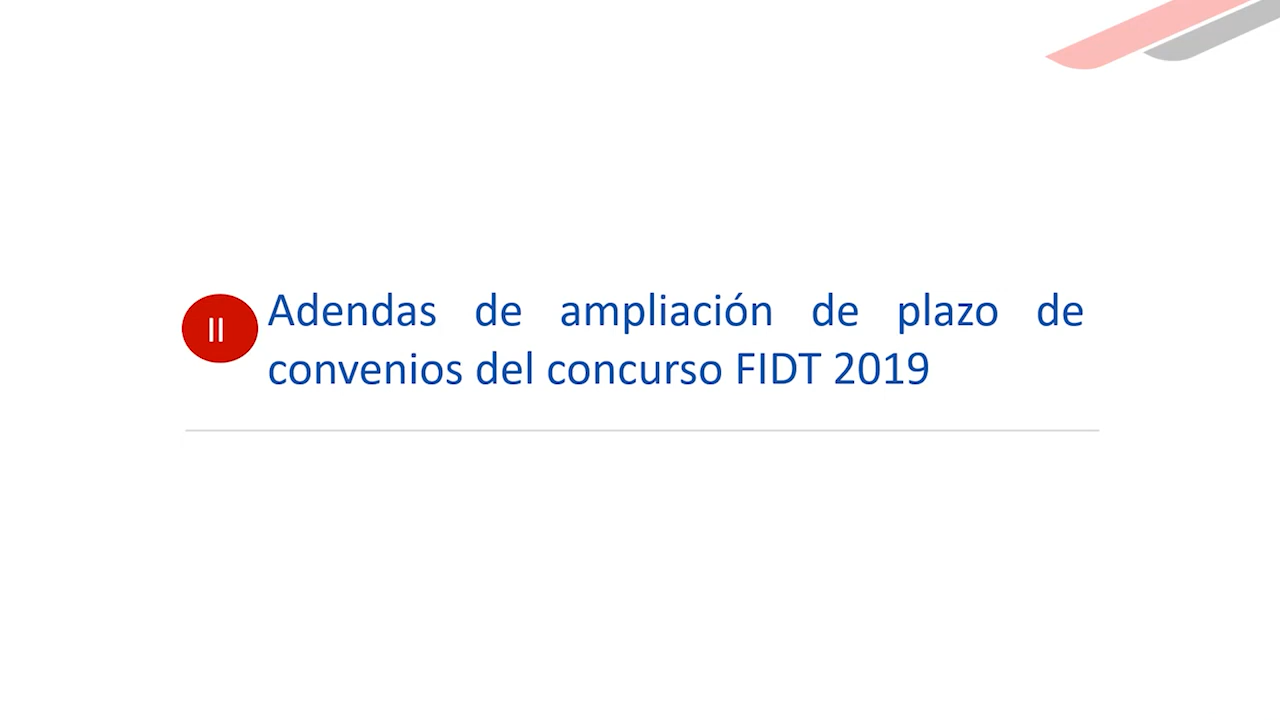 II
Adendas de ampliación de plazo de
convenios del concurso FIDT 2019